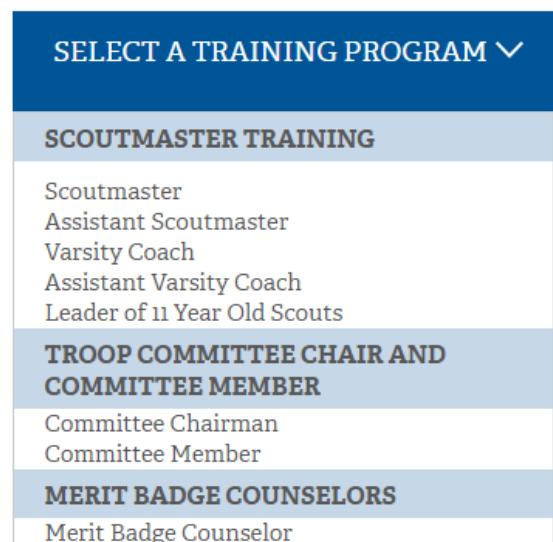 SELECT A TRAINING PROGRAM
SCOUTMASTER TRAINING
Scoutmaster
Assistant Scoutmaster
Varsity Coach
Assistant Varsity Coach
Leader of 11 Year Old Scouts
TROOP COMMITTEE CHAIR AND
COMMITTEE MEMBER
Committee Chairman
Committee Member
MERIT BADGE COUNSELORS
Merit Badge Counselor